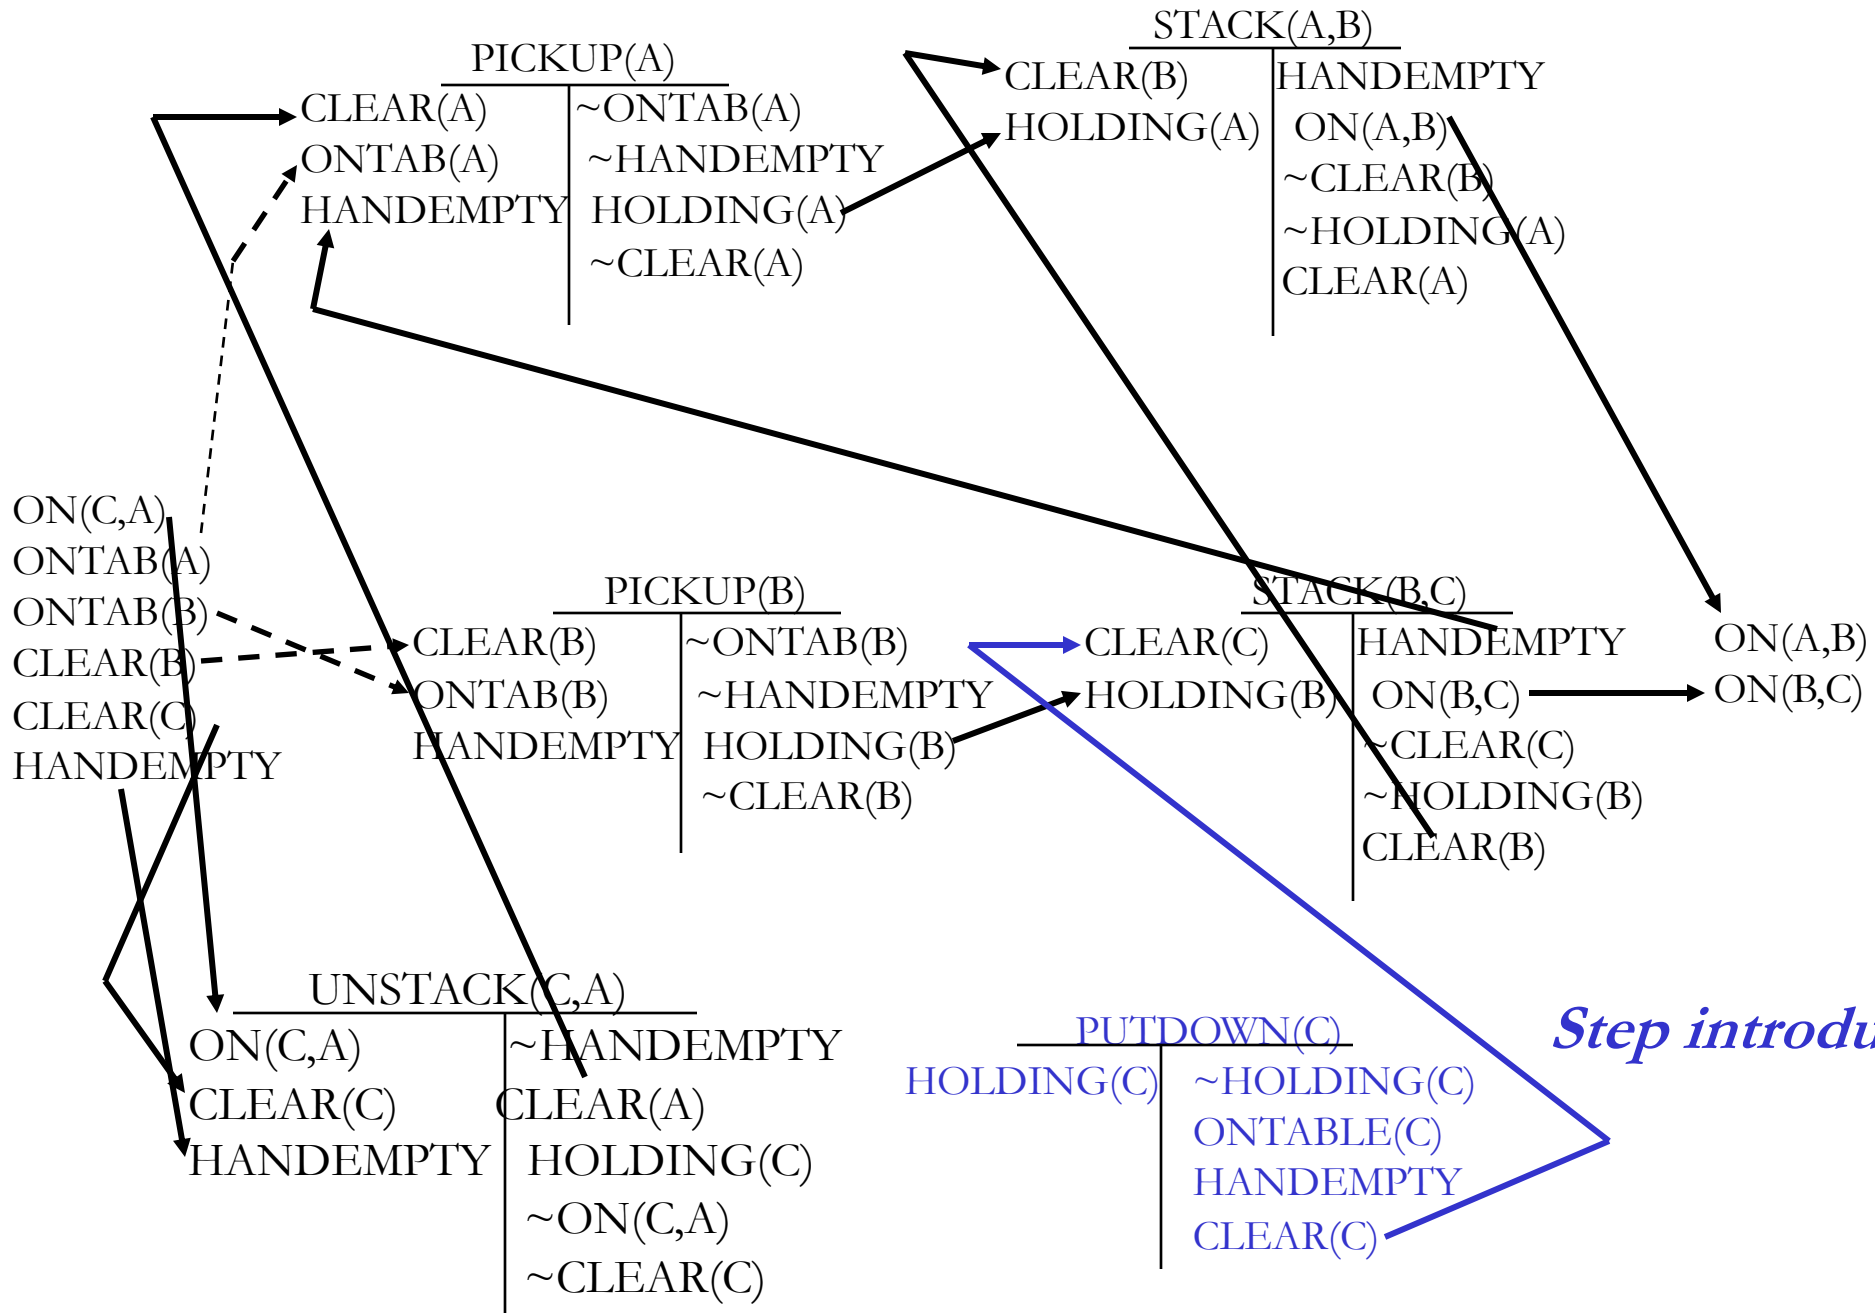 STACK(A,B)
CLEAR(B) HANDEMPTY
HOLDING(A) ON(A,B)
~CLEAR(B)
~HOLDING(A)
CLEAR(A)
PICKUP(A)
CLEAR(A) ~ONTAB(A)
ONTAB(A) ~HANDEMPTY
HANDEMPTY HOLDING(A)
~CLEAR(A)
ON(C,A)
ONTAB(A)
ONTAB(B)
CLEAR(B)
CLEAR(C)
HANDEMPTY
PICKUP(B)
CLEAR(B) ~ONTAB(B)
ONTAB(B) ~HANDEMPTY
HANDEMPTY HOLDING(B)
~CLEAR(B)
STACK(B,C)
CLEAR(C) HANDEMPTY
HOLDING(B) ON(B,C)
~CLEAR(C)
~HOLDING(B)
CLEAR(B)
ON(A,B)
ON(B,C)
UNSTACK(C,A)
ON(C,A) ~HANDEMPTY
CLEAR(C) CLEAR(A)
HANDEMPTY HOLDING(C)
~ON(C,A)
~CLEAR(C)
PUTDOWN(C)
HOLDING(C) ~HOLDING(C)
ONTABLE(C)
HANDEMPTY
CLEAR(C)
Step introdu